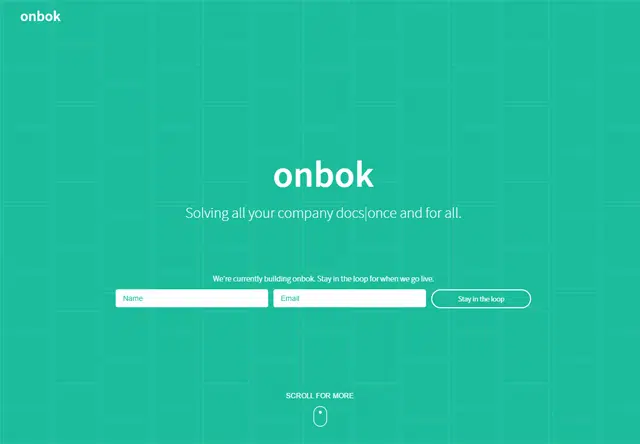 onbok
onbok
Solving all your company docs|once and for all.
We're currently building onbok. Stay in the loop for when we go live.
Name
Email
Stay in the loop
SCROLL FOR MORE